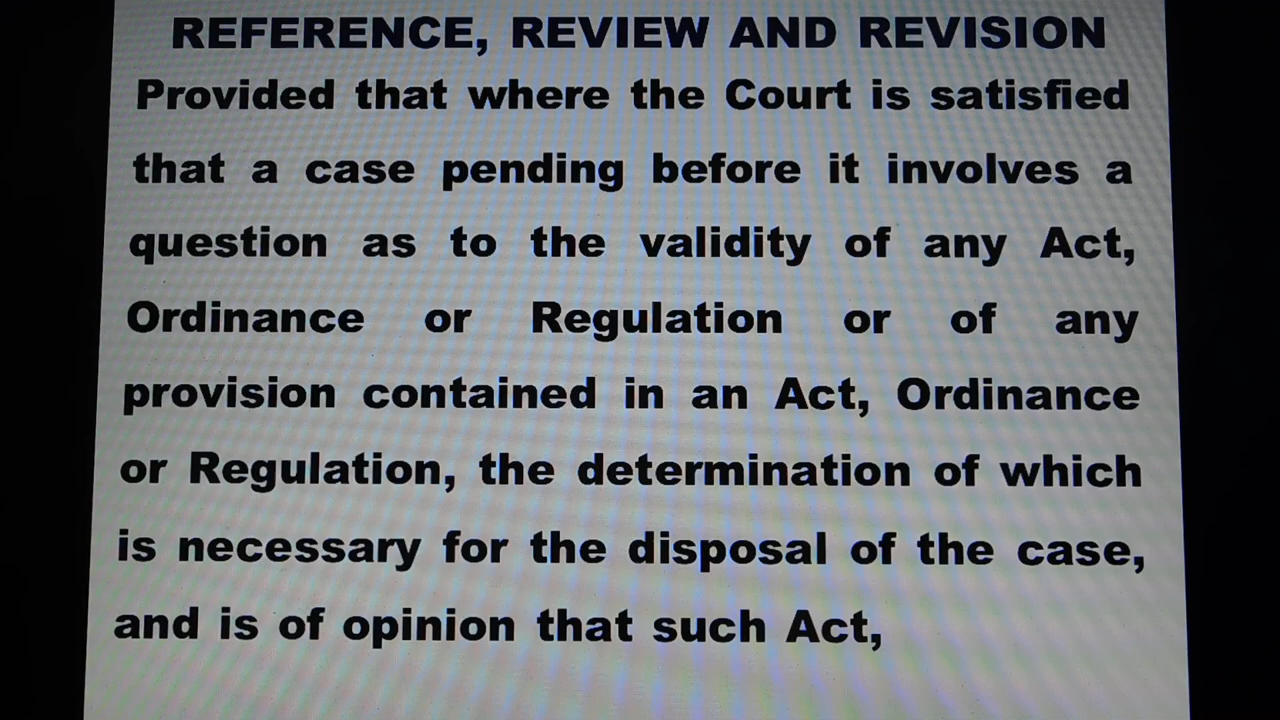 REFERENCE, REVIEW AND REVISION
Provided that where the Court is satisfied
that a case pending before it involves a
question as to the validity of any Act,
Ordinance or Regulation or of any
provision contained in an Act, Ordinance
or Regulation, the determination of which
is necessary for the disposal of the case,
and is of opinion that such Act,